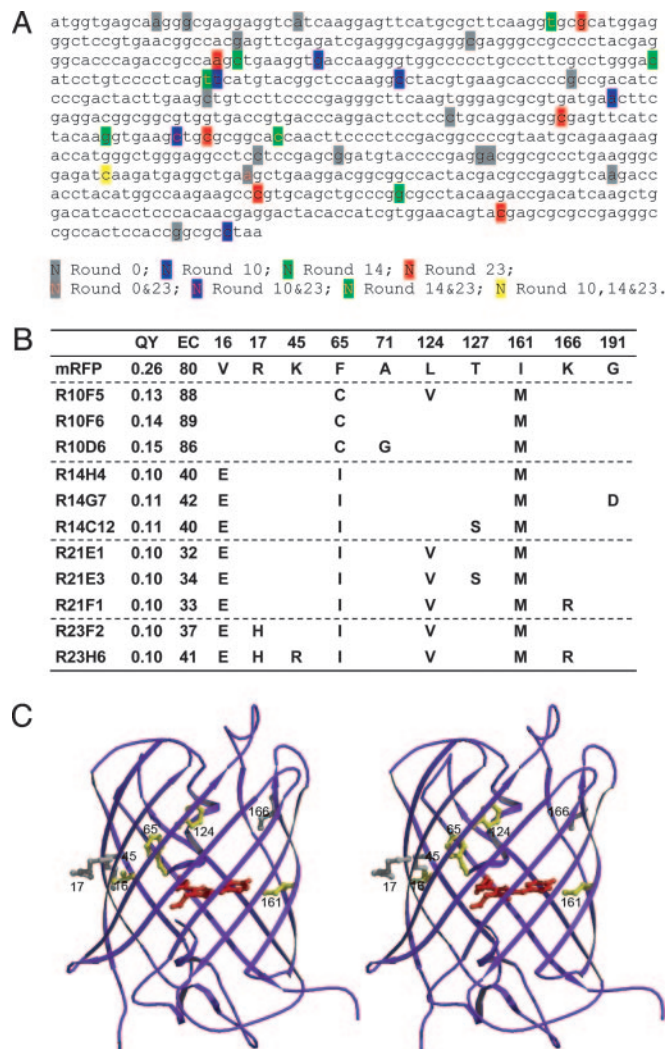 A
atggtgagcaagggcgaggaggtcatcaaggagttcatgcgcttcaaggtgcgcatggag
ggctccgtgaacggccacgagttcgagatcgagggcgagggcgagggccgcccctacgag
ggcacccagaccgccaagctgaaggtcaccaagggtggccccctgcccttcgcctgggac
atcctgtcccctcagttcatgtacggctccaaggcctacgtgaagcaccccgccgacatc
cccgactacttgaagctgtccttccccgagggcttcaagtgggagcgcgtgatgaacttc
gaggacggcggcgtggtgaccgtgacccaggactcctccctgcaggacggcgagttcatc
tacaaggtgaagctgcgcggcaccaacttcccctccgacggccccgtaatgcagaagaag
accatgggctgggaggcctcctccgagcggatgtaccccgaggacggcgccctgaagggc
gagatcaagatgaggctgaagctgaaggacggcggccactacgacgccgaggtcaagacc
acctacatggccaagaagcccgtgcagctgcccggcgcctacaagaccgacatcaagctg
gacatcacctcccacaacgaggactacaccatcgtggaacagtacgagcgcgccgagggc
cgccactccaccggcgcctaa
N Round 0; N Round 10; N Round 14; N Round 23;
N Round 0&23; N Round 10&23; N Round 14&23; N Round 10,14&23.
B
QY EC 16 17 45 65 71 124 127 161 166 191
mRFP 0.26 80 V R K F A L T I K G
R10F5 0.13 88 C V M
R10F6 0.14 89 C M
R10D6 0.15 86 C G M
R14H4 0.10 40 E I M
R14G7 0.11 42 E I M D
R14C12 0.11 40 E I S M
R21E1 0.10 32 E I V M
R21E3 0.10 34 E I V S M
R21F1 0.10 33 E I V M R
R23F2 0.10 37 E H I V M
R23H6 0.10 41 E H R I V M R
C
166 166
65 124 65 124
45 45
17 16 161 17 16 161